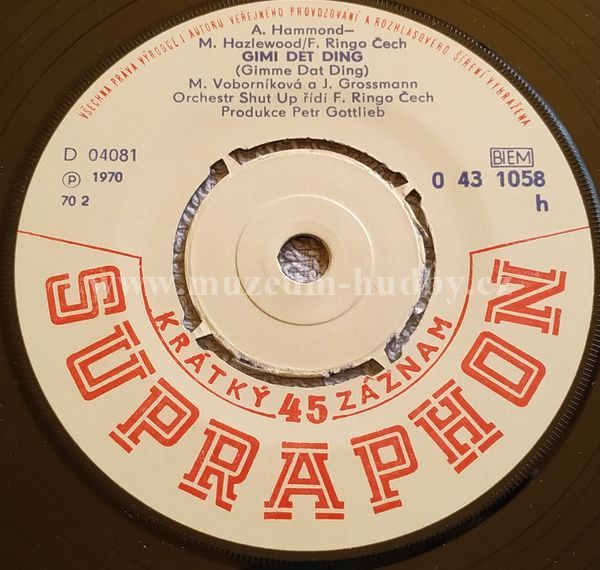 VŠECHNA PRÁVA VÝROBCE I AUTORŮ VEŘEJNÉHO PROVOZOVÁNÍ A ROZHLASOVÉHO ŠÍŘENÍ VYHRAŽENA
A. Hammond–
M. Hazlewood/F. Ringo Čech
GIMI DET DING
(Gimme Dat Ding)
M. Voborníková a J. Grossmann
Orchestr Shut Up řídí F. Ringo Čech
Produkce Petr Gottlieb
D 04081
Ⓟ 1970
70 2
BIEM
0 43 1058
h
www.muzeum-hudby.cz
KRÁTKÝ 45 ZÁZNAM
SUPRAPHON